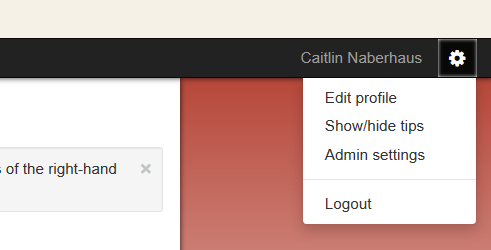 Caitlin Naberhaus
Edit profile
Show/hide tips
Admin settings
Logout
of the right-hand
×